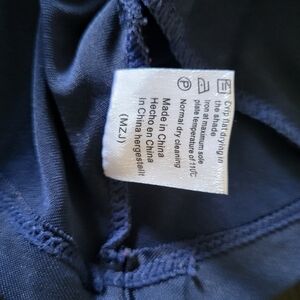 Drip flat drying in
the shade
iron at maximum sole
plate temperature of 110C
P
Normal dry cleaning
Made in China
Hecho en China
In China hergestellt
(MZJ)